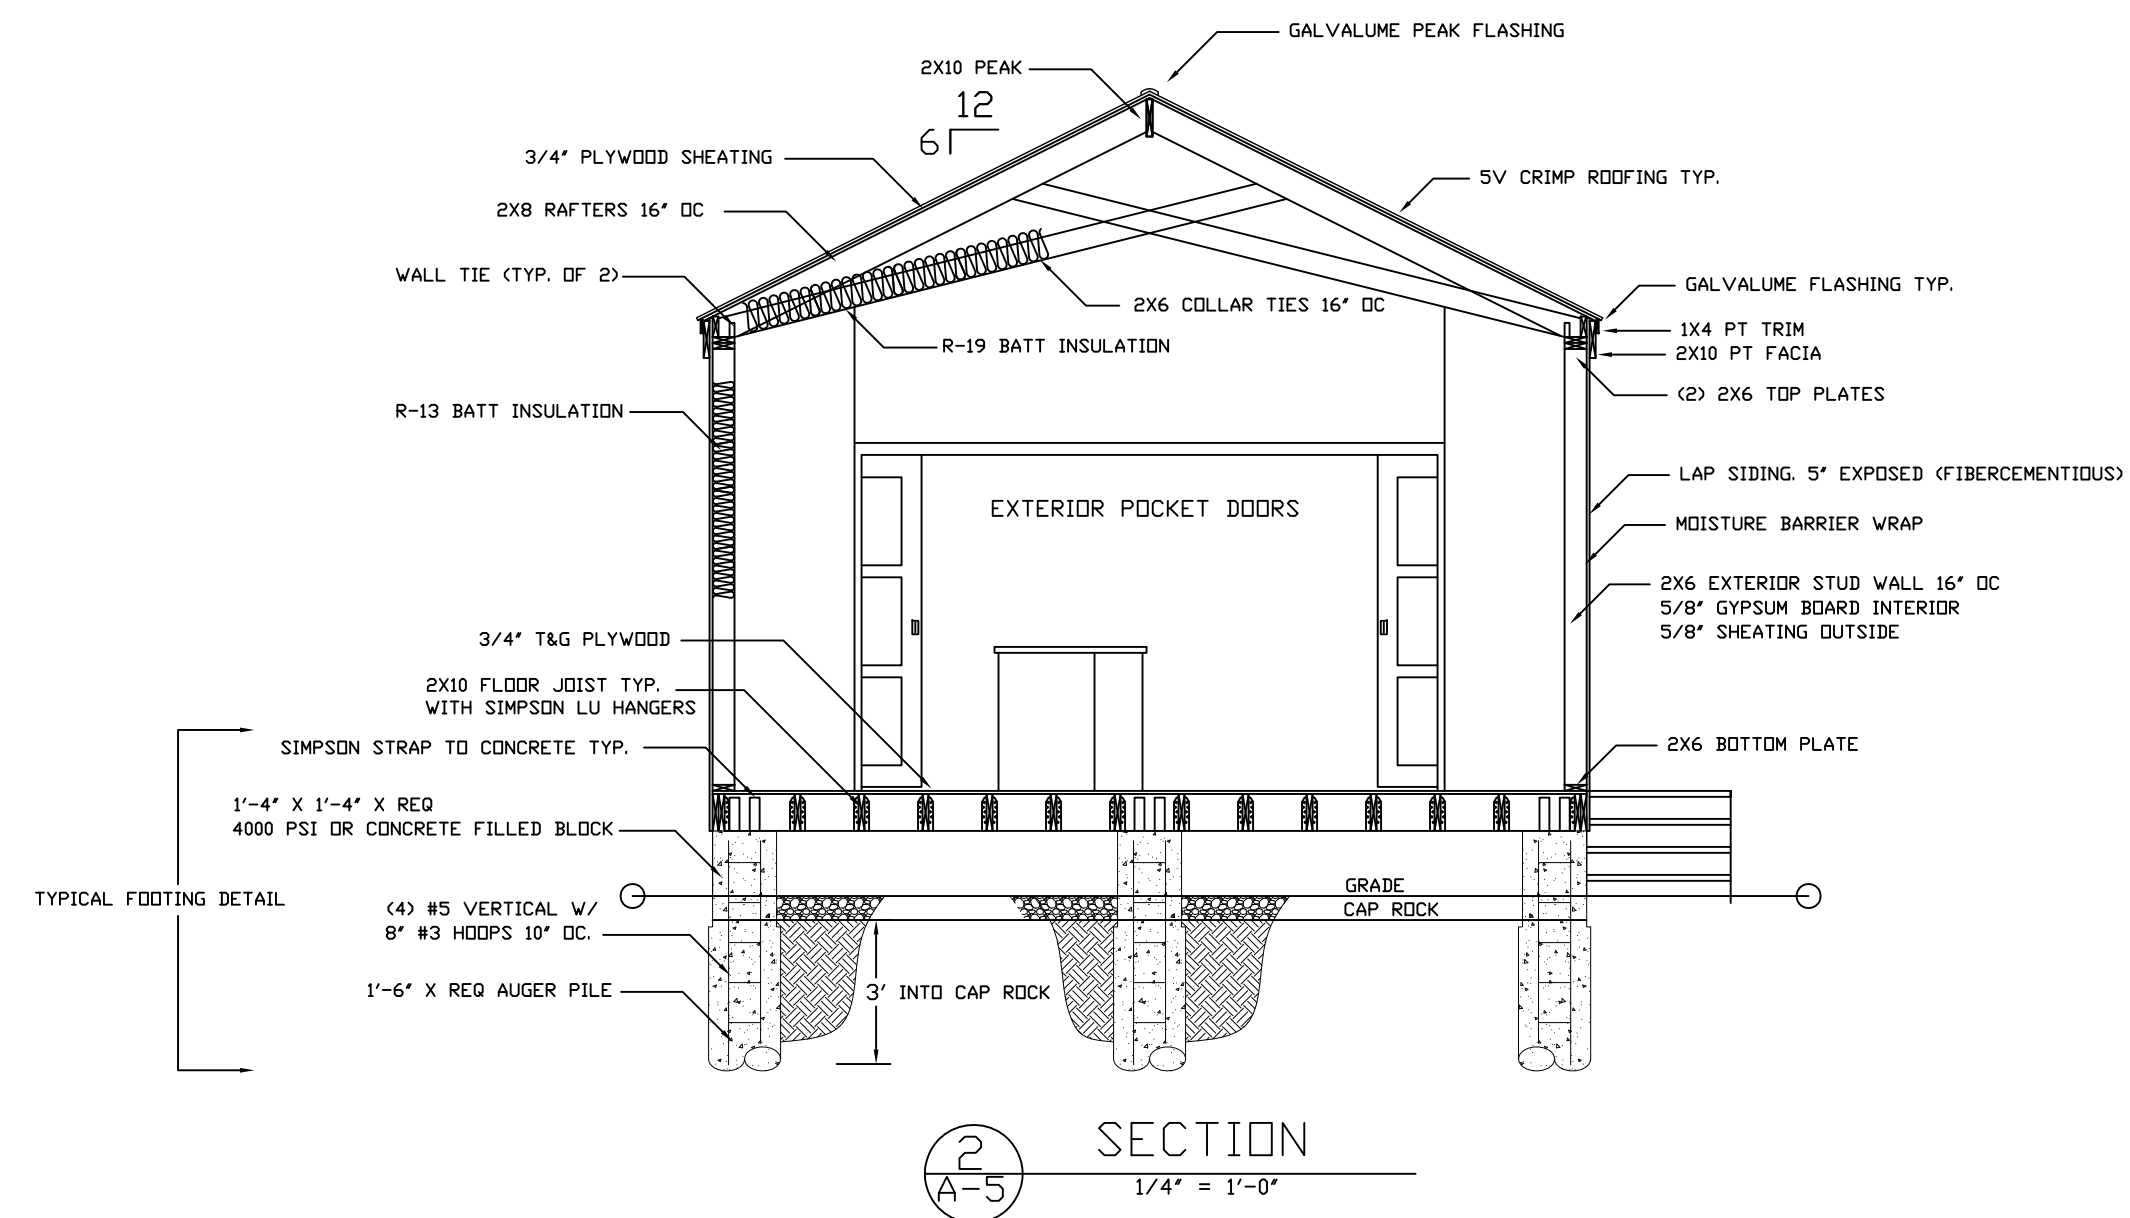 GALVALUME PEAK FLASHING
2X10 PEAK
12
6
3/4" PLYWOOD SHEATING
5V CRIMP ROOFING TYP.
2X8 RAFTERS 16" OC
WALL TIE (TYP. OF 2)
GALVALUME FLASHING TYP.
2X6 COLLAR TIES 16" OC
1X4 PT TRIM
R-19 BATT INSULATION
2X10 PT FACIA
(2) 2X6 TOP PLATES
R-13 BATT INSULATION
LAP SIDING. 5" EXPOSED (FIBERCEMENTIOUS)
EXTERIOR POCKET DOORS
MOISTURE BARRIER WRAP
2X6 EXTERIOR STUD WALL 16" OC
5/8" GYPSUM BOARD INTERIOR
5/8" SHEATING OUTSIDE
3/4" T&G PLYWOOD
2X10 FLOOR JOIST TYP.
WITH SIMPSON LU HANGERS
SIMPSON STRAP TO CONCRETE TYP.
2X6 BOTTOM PLATE
1'-4" X 1'-4" X REQ
4000 PSI OR CONCRETE FILLED BLOCK
TYPICAL FOOTING DETAIL
GRADE
CAP ROCK
(4) #5 VERTICAL W/
8" #3 HOOPS 10" OC.
1'-6" X REQ AUGER PILE
3' INTO CAP ROCK
2
A-5
SECTION
1/4" = 1'-0"